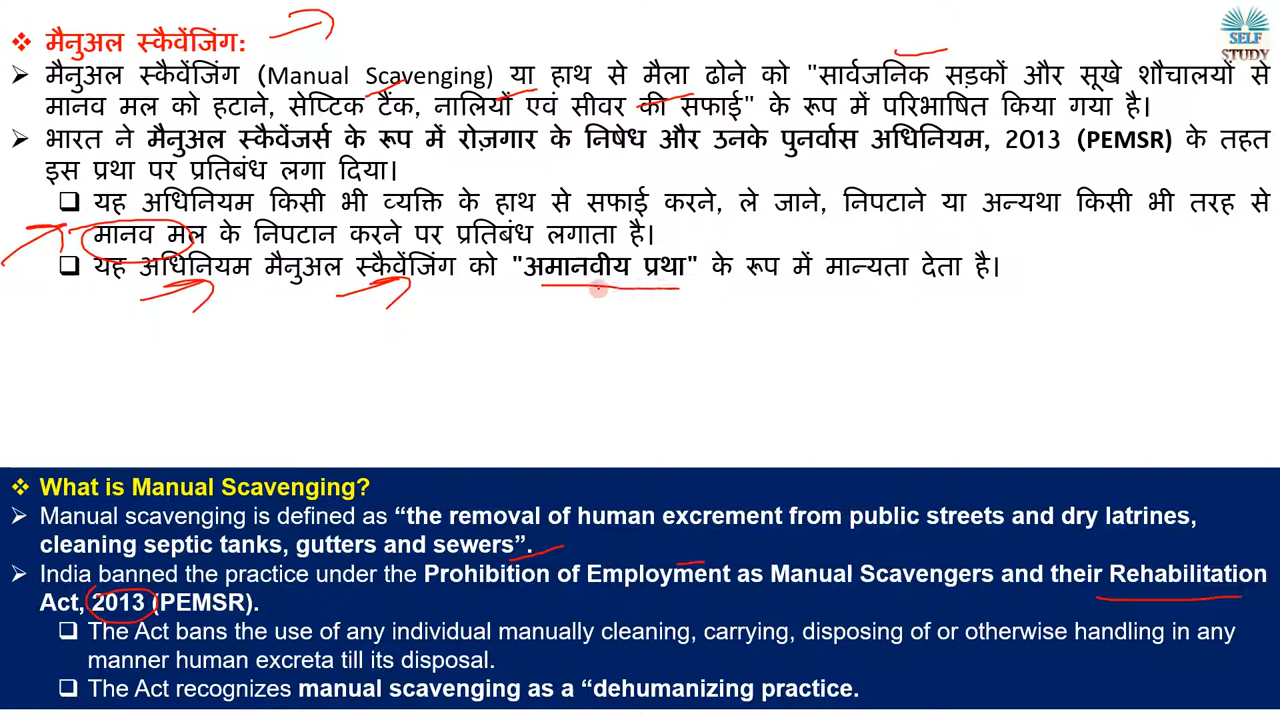 ❖ मैनुअल स्कैवेंजिंग:
SELF
STUDY
➢ मैनुअल स्कैवेंजिंग (Manual Scavenging) या हाथ से मैला ढोने को "सार्वजनिक सड़कों और सूखे शौचालयों से
मानव मल को हटाने, सेप्टिक टैंक, नालियों एवं सीवर की सफाई" के रूप में परिभाषित किया गया है।
➢ भारत ने मैनुअल स्कैवेंजर्स के रूप में रोज़गार के निषेध और उनके पुनर्वास अधिनियम, 2013 (PEMSR) के तहत
इस प्रथा पर प्रतिबंध लगा दिया।
❑ यह अधिनियम किसी भी व्यक्ति के हाथ से सफाई करने, ले जाने, निपटाने या अन्यथा किसी भी तरह से
मानव मल के निपटान करने पर प्रतिबंध लगाता है।
❑ यह अधिनियम मैनुअल स्कैवेंजिंग को "अमानवीय प्रथा" के रूप में मान्यता देता है।
❖ What is Manual Scavenging?
➢ Manual scavenging is defined as “the removal of human excrement from public streets and dry latrines,
cleaning septic tanks, gutters and sewers”.
➢ India banned the practice under the Prohibition of Employment as Manual Scavengers and their Rehabilitation
Act, 2013 (PEMSR).
❑ The Act bans the use of any individual manually cleaning, carrying, disposing of or otherwise handling in any
manner human excreta till its disposal.
❑ The Act recognizes manual scavenging as a “dehumanizing practice.